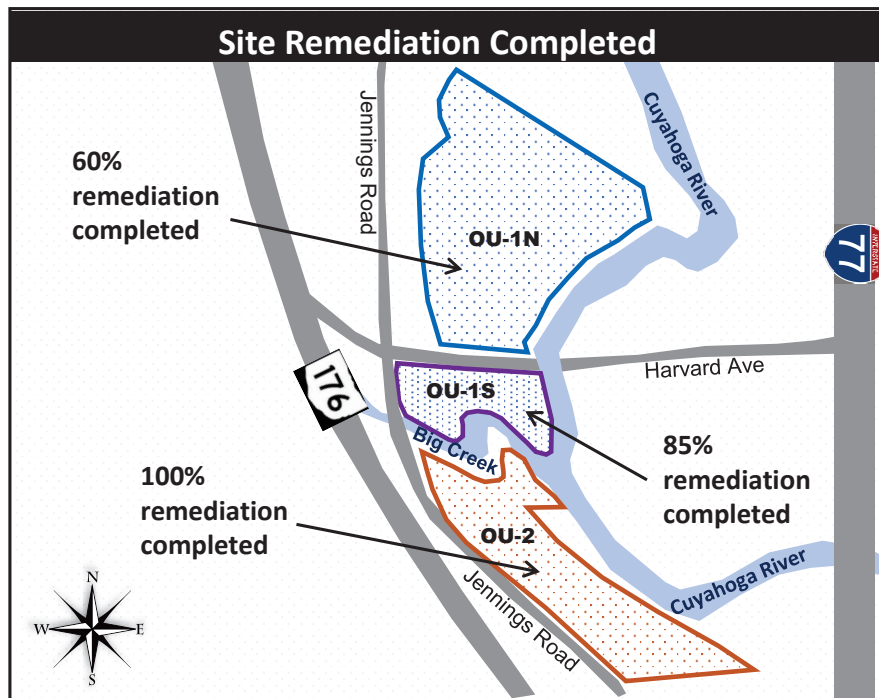 Site Remediation Completed
Jennings Road
Cuyahoga River
60%
remediation
completed
OU-1N
INTERSTATE
77
Harvard Ave
176
OU-1S
Big Creek
85%
remediation
completed
100%
remediation
completed
OU-2
Cuyahoga River
Jennings Road
N
W
E
S